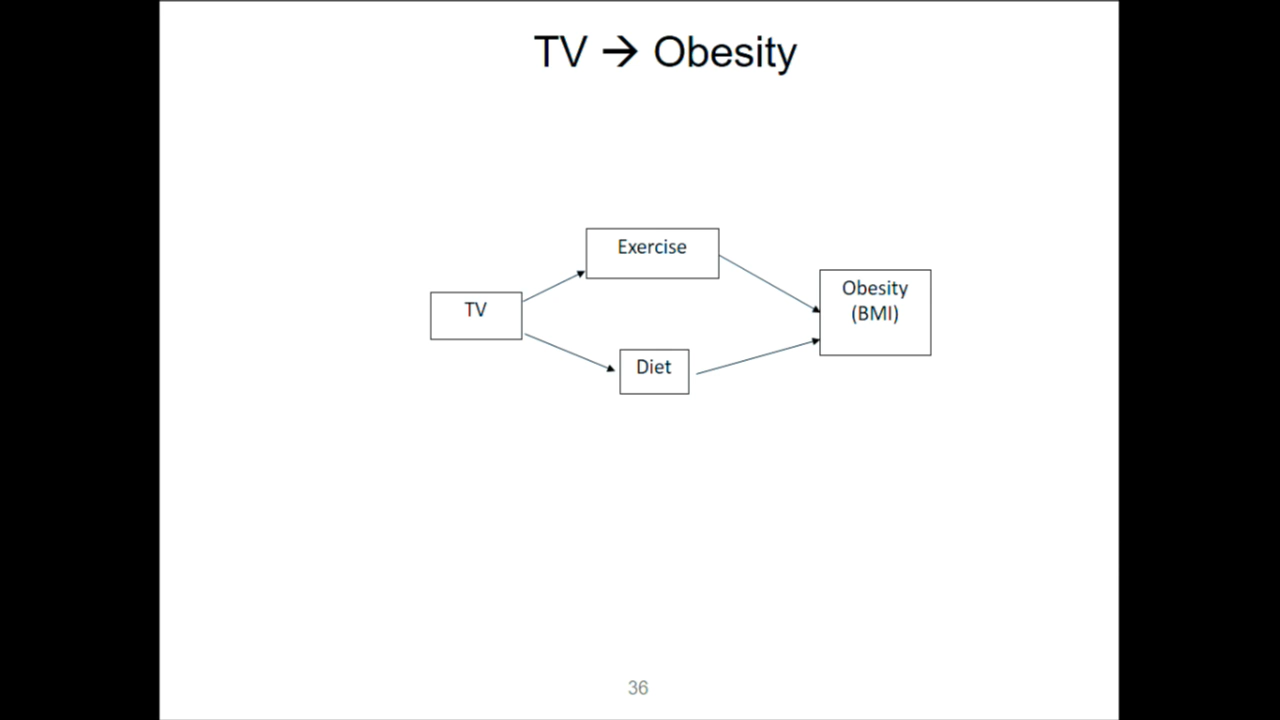 TV → Obesity
Exercise
TV
Obesity
(BMI)
Diet
36